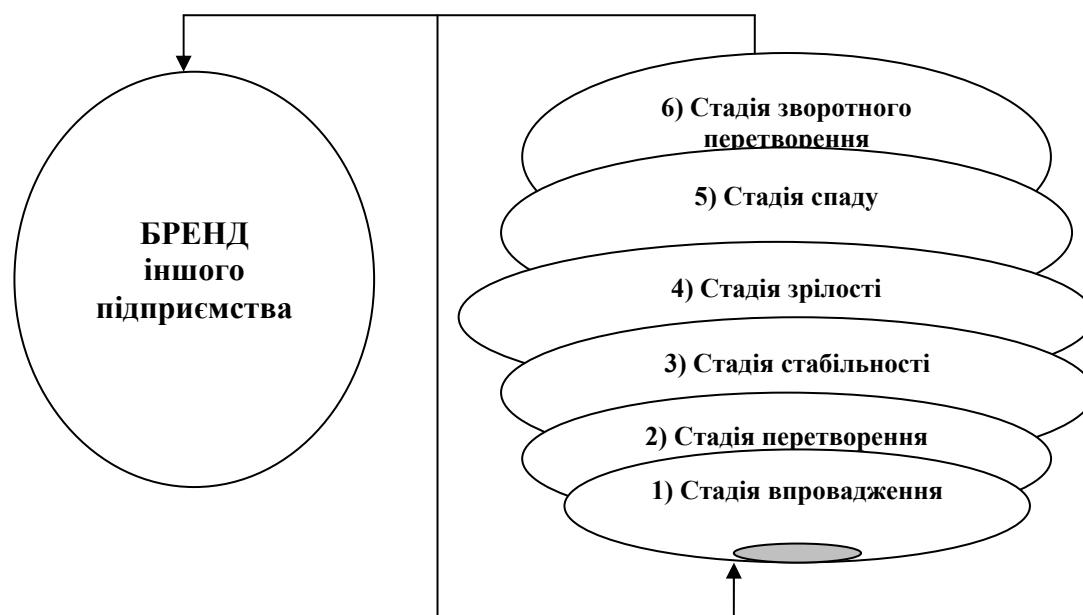 БРЕНД
іншого
підприємства
6) Стадія зворотного
перетворення
5) Стадія спаду
4) Стадія зрілості
3) Стадія стабільності
2) Стадія перетворення
1) Стадія впровадження